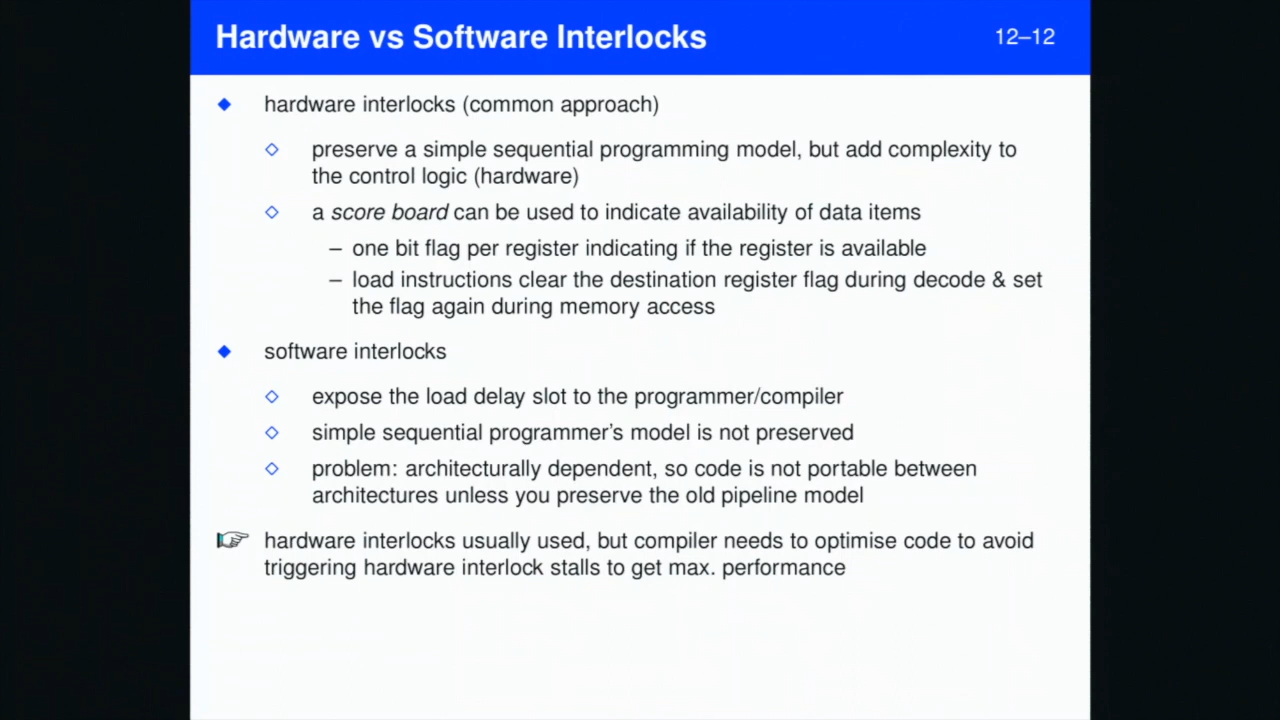 Hardware vs Software Interlocks 12–12
◆ hardware interlocks (common approach)
◇ preserve a simple sequential programming model, but add complexity to
the control logic (hardware)
◇ a score board can be used to indicate availability of data items
– one bit flag per register indicating if the register is available
– load instructions clear the destination register flag during decode & set
the flag again during memory access
◆ software interlocks
◇ expose the load delay slot to the programmer/compiler
◇ simple sequential programmer's model is not preserved
◇ problem: architecturally dependent, so code is not portable between
architectures unless you preserve the old pipeline model
☞ hardware interlocks usually used, but compiler needs to optimise code to avoid
triggering hardware interlock stalls to get max. performance